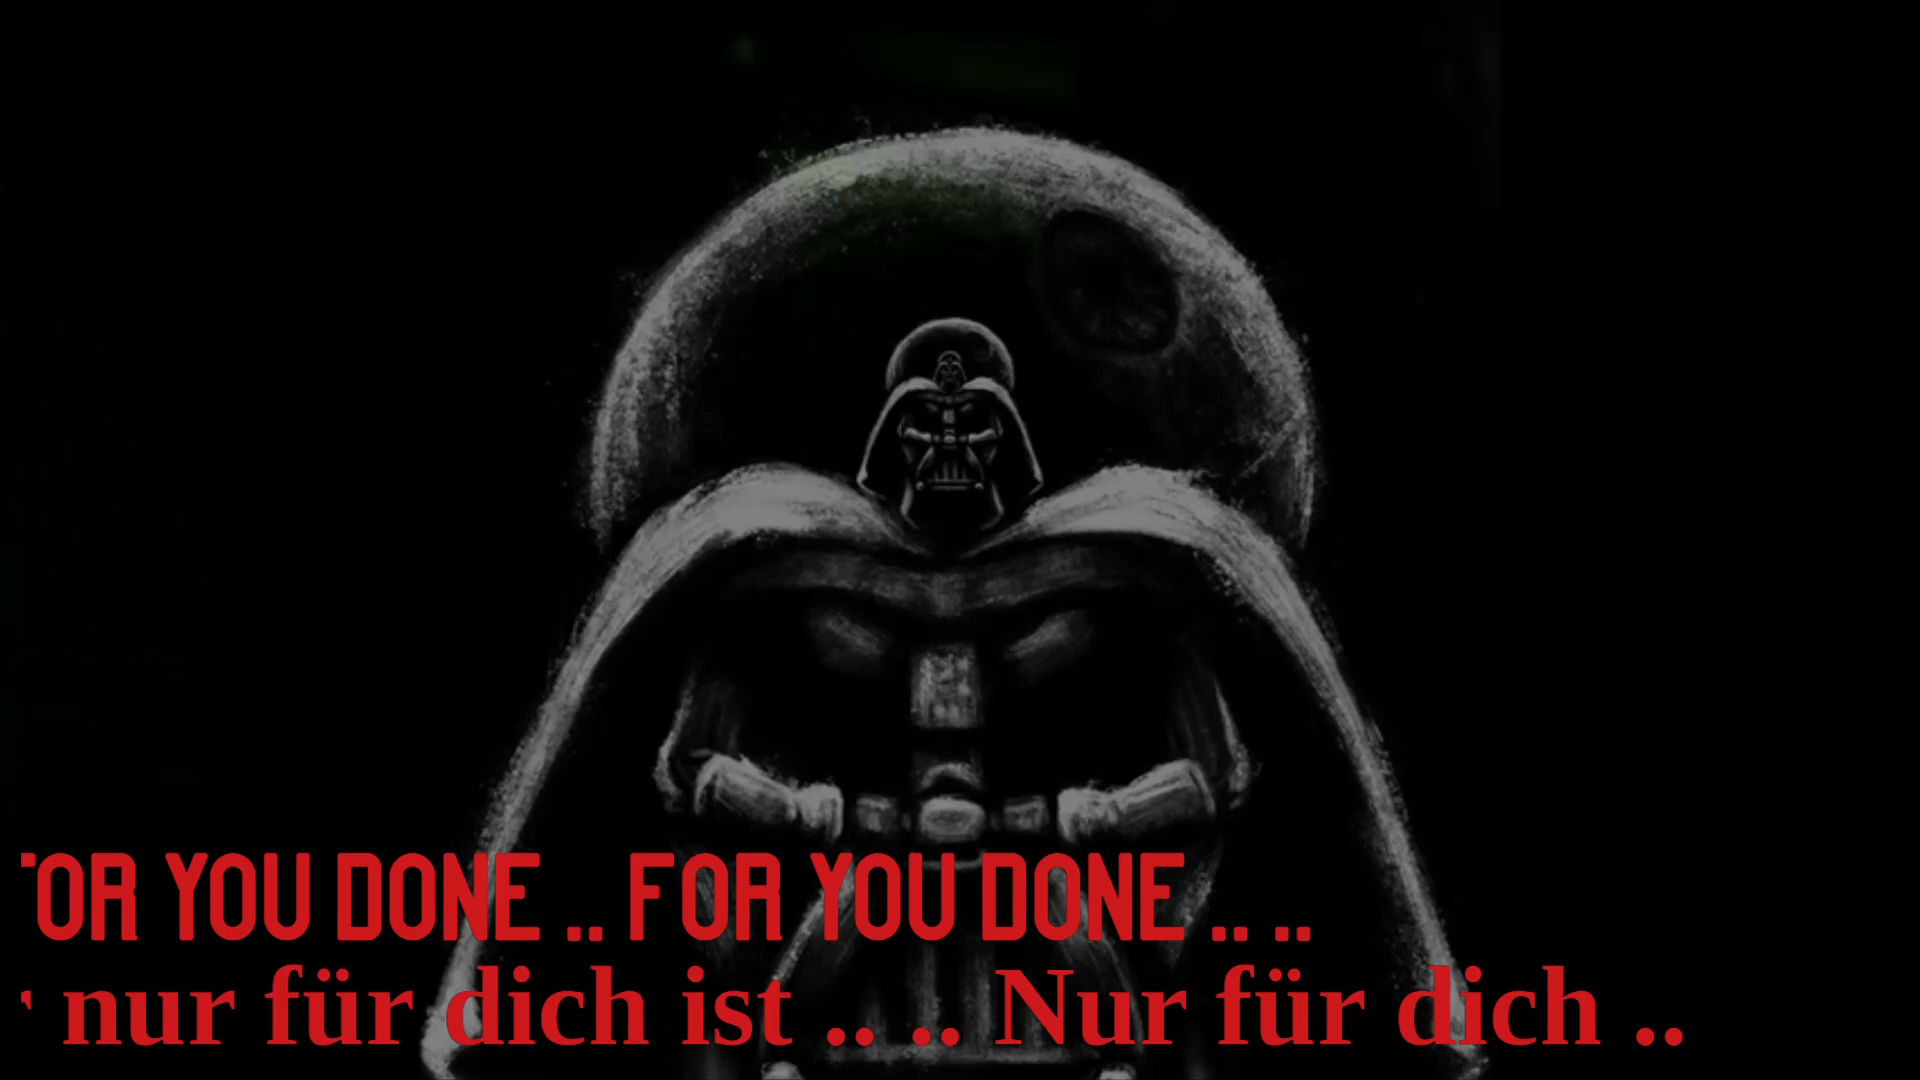 OR YOU DONE .. FOR YOU DONE .. ..
nur für dich ist .. .. Nur für dich ..